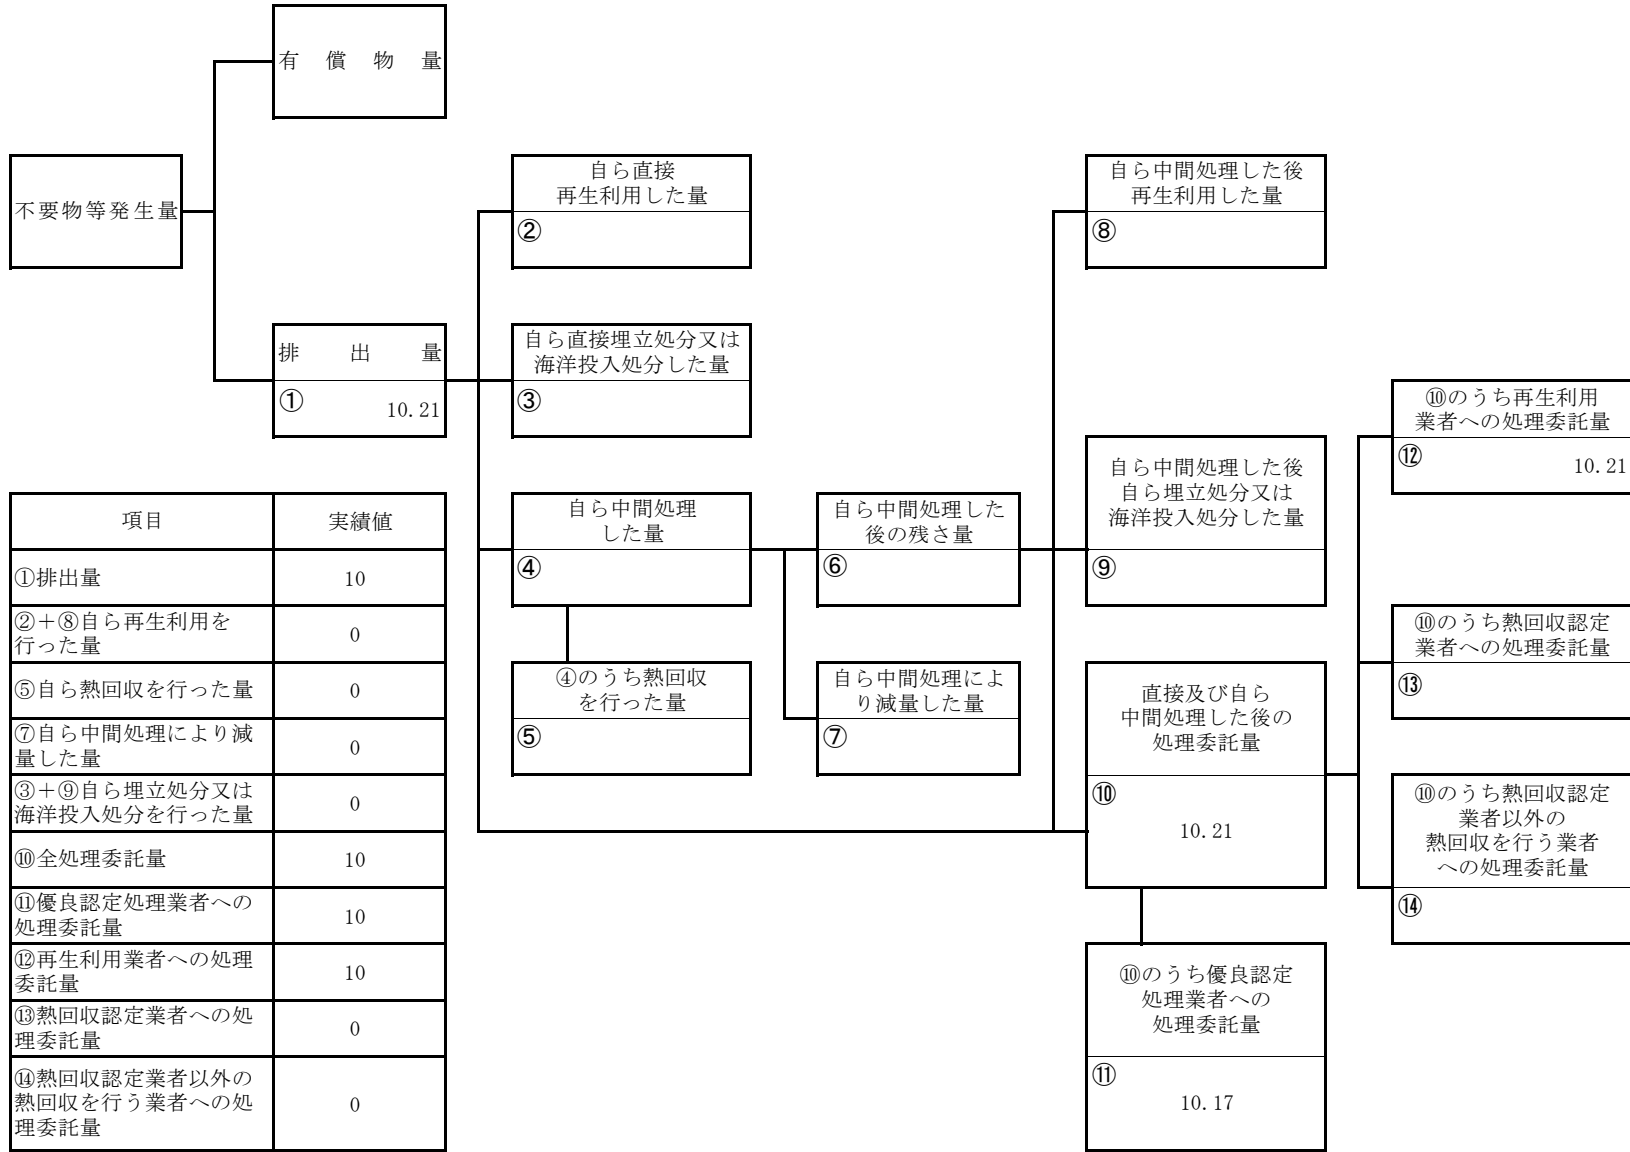 有償物量
不要物等発生量
排出量
①
10.21
自ら直接
再生利用した量
②
自ら直接埋立処分又は
海洋投入処分した量
③
自ら中間処理
した量
④
④のうち熱回収
を行った量
⑤
自ら中間処理した
後の残さ量
⑥
自ら中間処理によ
り減量した量
⑦
自ら中間処理した後
再生利用した量
⑧
自ら中間処理した後
自ら埋立処分又は
海洋投入処分した量
⑨
直接及び自ら
中間処理した後の
処理委託量
⑩
10.21
⑩のうち優良認定
処理業者への
処理委託量
⑪
10.17
⑩のうち再生利用
業者への処理委託量
⑫
10.21
⑩のうち熱回収認定
業者への処理委託量
⑬
⑩のうち熱回収認定
業者以外の
熱回収を行う業者
への処理委託量
⑭
項目 実績値
①排出量 10
②+⑧自ら再生利用を
行った量 0
⑤自ら熱回収を行った量 0
⑦自ら中間処理により減
量した量 0
③+⑨自ら埋立処分又は
海洋投入処分を行った量 0
⑩全処理委託量 10
⑪優良認定処理業者への
処理委託量 10
⑫再生利用業者への処理
委託量 10
⑬熱回収認定業者への処
理委託量 0
⑭熱回収認定業者以外の
熱回収を行う業者への処
理委託量 0